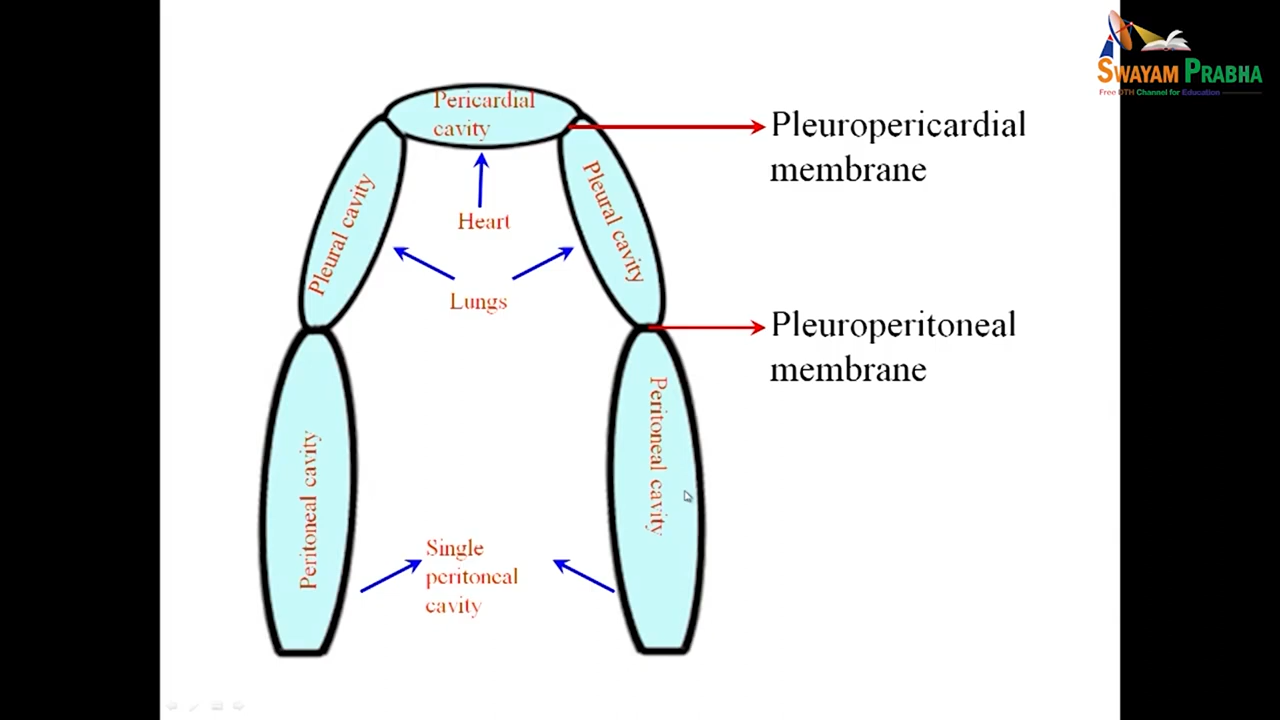 SWAYAM PRABHA
Free DTH Channel for Education
Pericardial
cavity
Pleuropericardial
membrane
Pleural cavity
Pleural cavity
Heart
Lungs
Pleuroperitoneal
membrane
Peritoneal cavity
Peritoneal cavity
Single
peritoneal
cavity